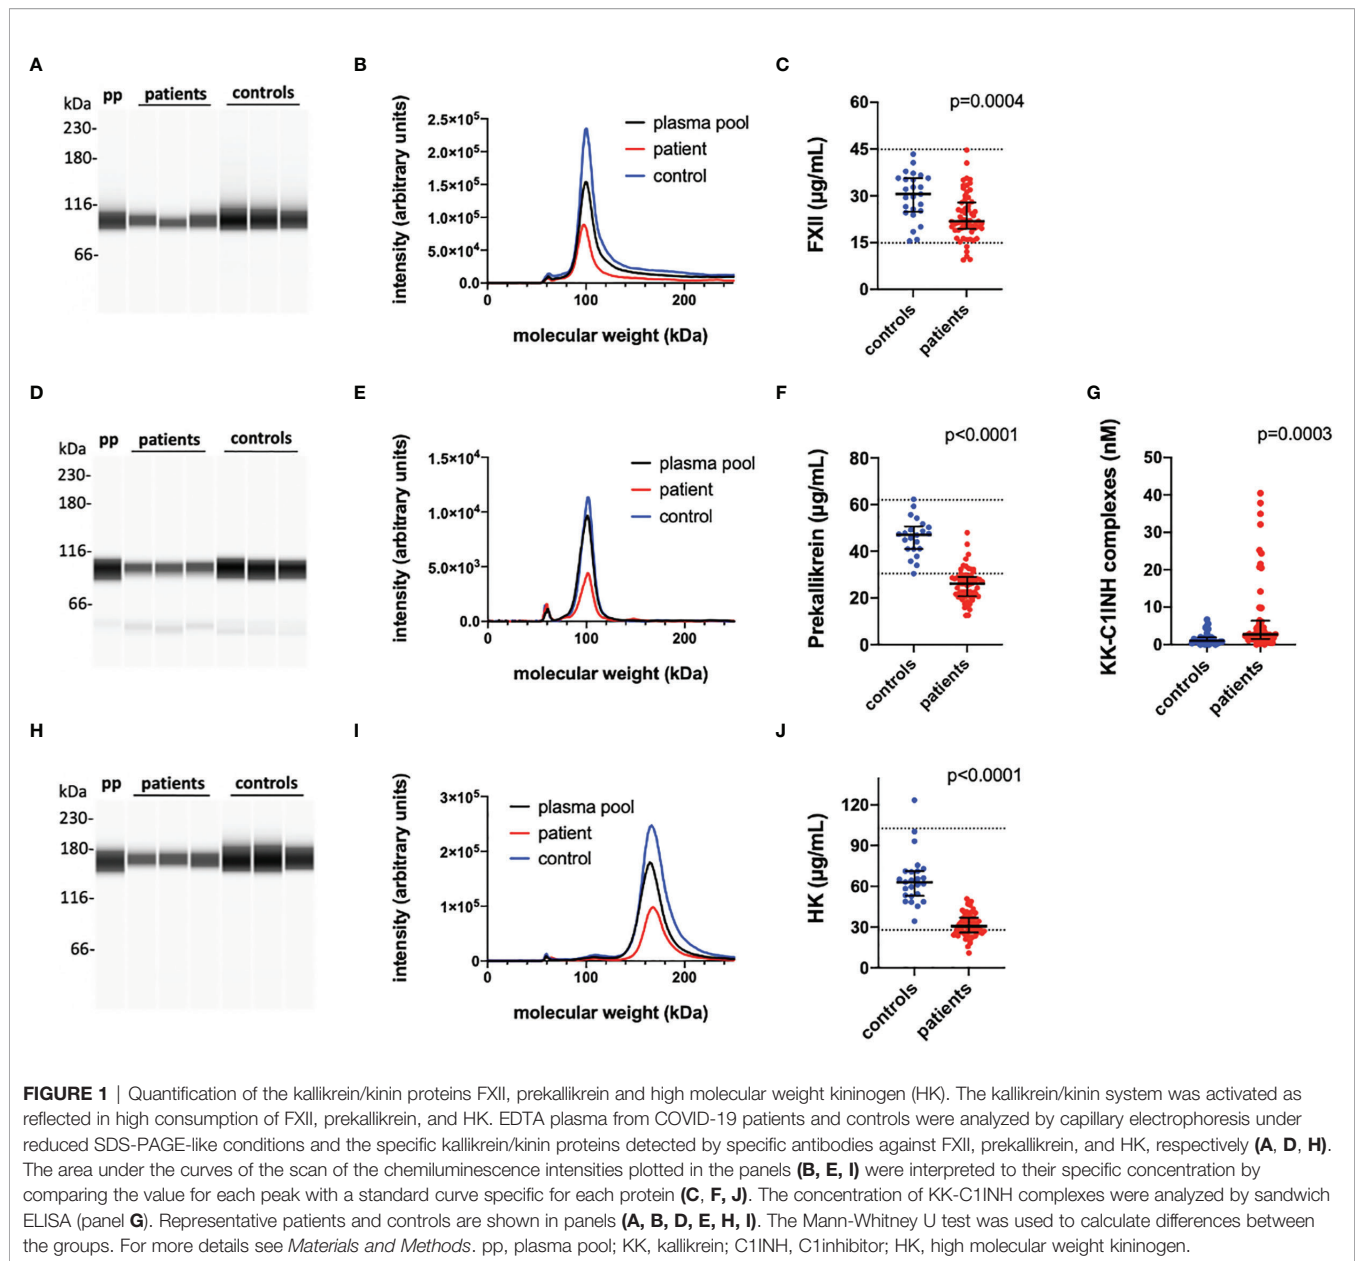 A
B
C
pp patients controls
kDa
230-
180-
116-
66-
intensity (arbitrary units)
2.5×10⁵
2.0×10⁵
1.5×10⁵
1.0×10⁵
5.0×10⁴
0.0
0 100 200
molecular weight (kDa)
plasma pool
patient
control
p=0.0004
FXII (µg/mL)
60
45
30
15
0
controls
patients
D
E
F
G
pp patients controls
kDa
230-
180-
116-
66-
intensity (arbitrary units)
1.5×10⁴
1.0×10⁴
5.0×10³
0.0
0 100 200
molecular weight (kDa)
plasma pool
patient
control
p<0.0001
Prekallikrein (µg/mL)
80
60
40
20
0
controls
patients
p=0.0003
KK-C1INH complexes (nM)
50
40
30
20
10
0
controls
patients
H
I
J
pp patients controls
kDa
230-
180-
116-
66-
intensity (arbitrary units)
3×10⁵
2×10⁵
1×10⁵
0
0 100 200
molecular weight (kDa)
plasma pool
patient
control
p<0.0001
HK (µg/mL)
120
90
60
30
0
controls
patients
FIGURE 1 | Quantification of the kallikrein/kinin proteins FXII, prekallikrein and high molecular weight kininogen (HK). The kallikrein/kinin system was activated as
reflected in high consumption of FXII, prekallikrein, and HK. EDTA plasma from COVID-19 patients and controls were analyzed by capillary electrophoresis under
reduced SDS-PAGE-like conditions and the specific kallikrein/kinin proteins detected by specific antibodies against FXII, prekallikrein, and HK, respectively (A, D, H).
The area under the curves of the scan of the chemiluminescence intensities plotted in the panels (B, E, I) were interpreted to their specific concentration by
comparing the value for each peak with a standard curve specific for each protein (C, F, J). The concentration of KK-C1INH complexes were analyzed by sandwich
ELISA (panel G). Representative patients and controls are shown in panels (A, B, D, E, H, I). The Mann-Whitney U test was used to calculate differences between
the groups. For more details see Materials and Methods. pp, plasma pool; KK, kallikrein; C1INH, C1inhibitor; HK, high molecular weight kininogen.